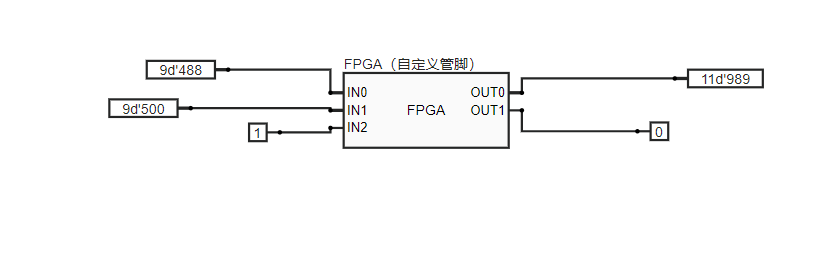 FPGA（自定义管脚）
9d'488
IN0
OUT0
11d'989
9d'500
IN1
FPGA
OUT1
1
IN2
0